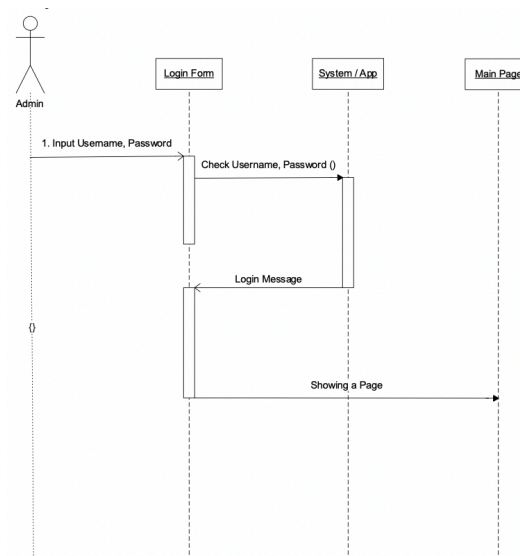 Login Form
System / App
Main Page
Admin
1. Input Username, Password
Check Username, Password ()
Login Message
{}
Showing a Page